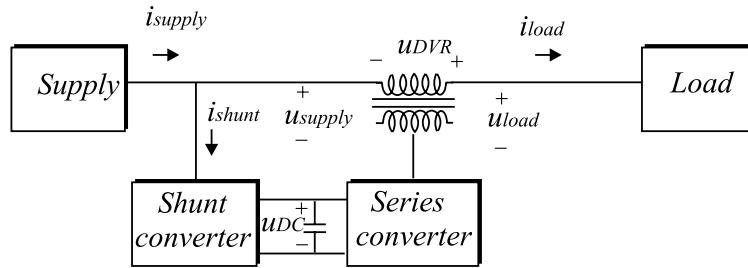 isupply
iload
uDVR
− +
Supply
Load
ishunt
+
usupply
−
+
uload
−
Shunt
converter
+
uDC
−
Series
converter